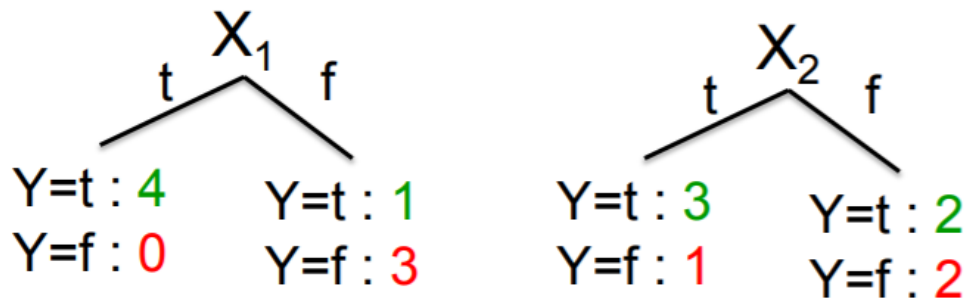 X₁
t f
Y=t : 4
Y=f : 0
Y=t : 1
Y=f : 3
X₂
t f
Y=t : 3
Y=f : 1
Y=t : 2
Y=f : 2